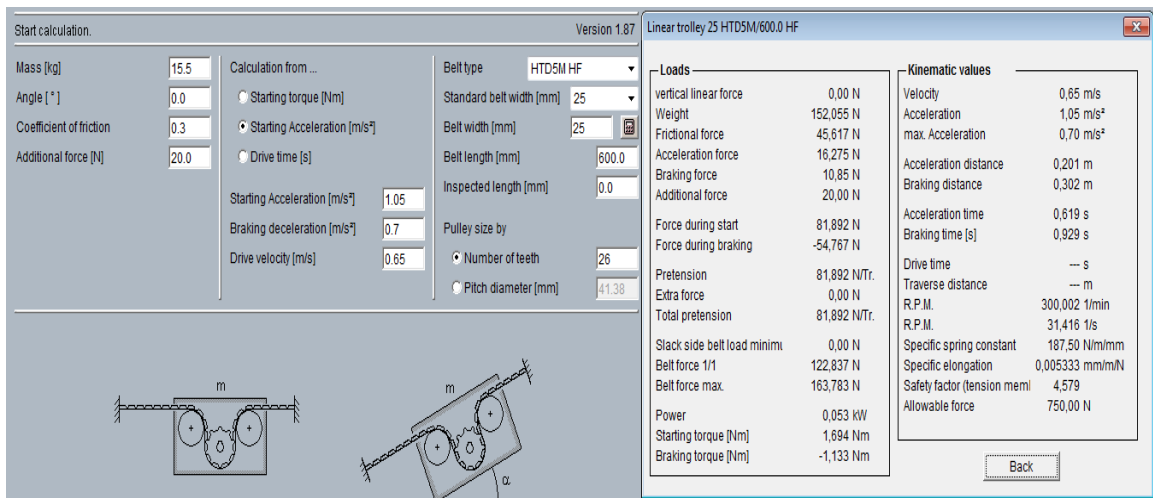 Start calculation. Version 1.87
Mass [kg] 15.5
Angle [ ° ] 0.0
Coefficient of friction 0.3
Additional force [N] 20.0
Calculation from ...
Starting torque [Nm]
Starting Acceleration [m/s²]
Drive time [s]
Starting Acceleration [m/s²] 1.05
Braking deceleration [m/s²] 0.7
Drive velocity [m/s] 0.65
Belt type HTD5M HF
Standard belt width [mm] 25
Belt width [mm] 25
Belt length [mm] 600.0
Inspected length [mm] 0.0
Pulley size by
Number of teeth 26
Pitch diameter [mm] 41.38
m
m
α
Linear trolley 25 HTD5M/600.0 HF
Loads
vertical linear force 0,00 N
Weight 152,055 N
Frictional force 45,617 N
Acceleration force 16,275 N
Braking force 10,85 N
Additional force 20,00 N
Force during start 81,892 N
Force during braking -54,767 N
Pretension 81,892 N/Tr.
Extra force 0,00 N
Total pretension 81,892 N/Tr.
Slack side belt load minimu 0,00 N
Belt force 1/1 122,837 N
Belt force max. 163,783 N
Power 0,053 kW
Starting torque [Nm] 1,694 Nm
Braking torque [Nm] -1,133 Nm
Kinematic values
Velocity 0,65 m/s
Acceleration 1,05 m/s²
max. Acceleration 0,70 m/s²
Acceleration distance 0,201 m
Braking distance 0,302 m
Acceleration time 0,619 s
Braking time [s] 0,929 s
Drive time --- s
Traverse distance --- m
R.P.M. 300,002 1/min
R.P.M. 31,416 1/s
Specific spring constant 187,50 N/m/mm
Specific elongation 0,005333 mm/m/N
Safety factor (tension meml 4,579
Allowable force 750,00 N
Back